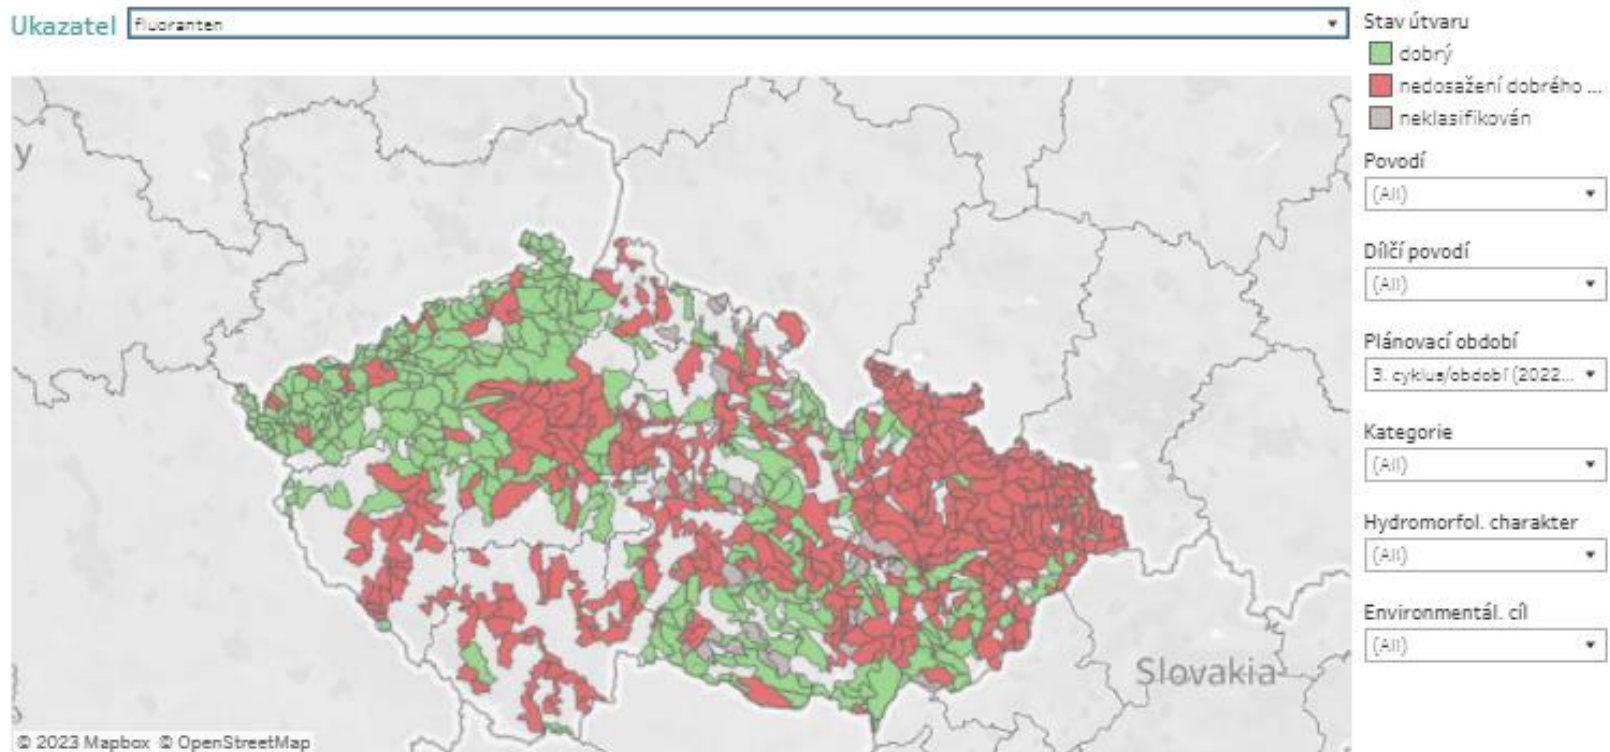 Ukazatel fluoranten
Stav útvaru
dobrý
nedosažení dobrého ...
neklasifikován
Povodí
(All)
Dílčí povodí
(All)
Plánovací období
3. cyklus/období (2022...
Kategorie
(All)
Hydromorfol. charakter
(All)
Environmentál. cíl
(All)
y
Slovakia
© 2023 Mapbox © OpenStreetMap